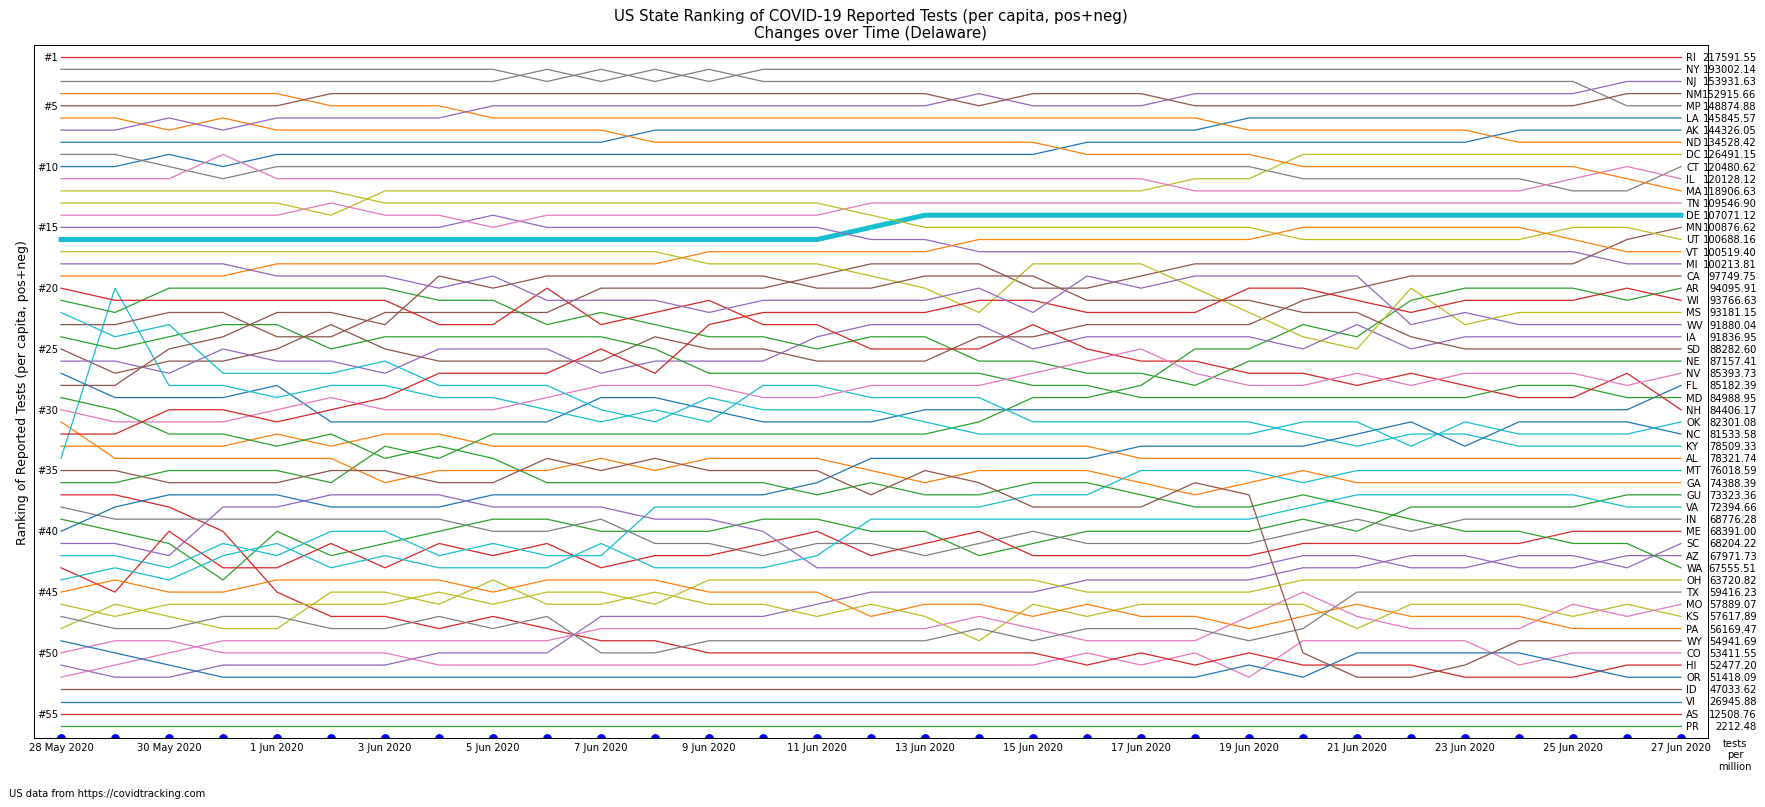 US State Ranking of COVID-19 Reported Tests (per capita, pos+neg)
Changes over Time (Delaware)
Ranking of Reported Tests (per capita, pos+neg)
#1
#5
#10
#15
#20
#25
#30
#35
#40
#45
#50
#55
RI 217591.55
NY 193002.14
NJ 153931.63
NM 152915.66
MP 148874.88
LA 145845.57
AK 144326.05
ND 134528.42
DC 126491.15
CT 120480.62
IL 120128.12
MA 118906.63
TN 109546.90
DE 107071.12
MN 100876.62
UT 100688.16
VT 100519.40
MI 100213.81
CA 97749.75
AR 94095.91
WI 93766.63
MS 93181.15
WV 91880.04
IA 91836.95
SD 88282.60
NE 87157.41
NV 85393.73
FL 85182.39
MD 84988.95
NH 84406.17
OK 82301.08
NC 81533.58
KY 78509.33
AL 78321.74
MT 76018.59
GA 74388.39
GU 73323.36
VA 72394.66
IN 68776.28
ME 68391.00
SC 68204.22
AZ 67971.73
WA 67555.51
OH 63720.82
TX 59416.23
MO 57889.07
KS 57617.89
PA 56169.47
WY 54941.69
CO 53411.55
HI 52477.20
OR 51418.09
ID 47033.62
VI 26945.88
AS 12508.76
PR 2212.48
28 May 2020 30 May 2020 1 Jun 2020 3 Jun 2020 5 Jun 2020 7 Jun 2020 9 Jun 2020 11 Jun 2020 13 Jun 2020 15 Jun 2020 17 Jun 2020 19 Jun 2020 21 Jun 2020 23 Jun 2020 25 Jun 2020 27 Jun 2020
tests
per
million
US data from https://covidtracking.com